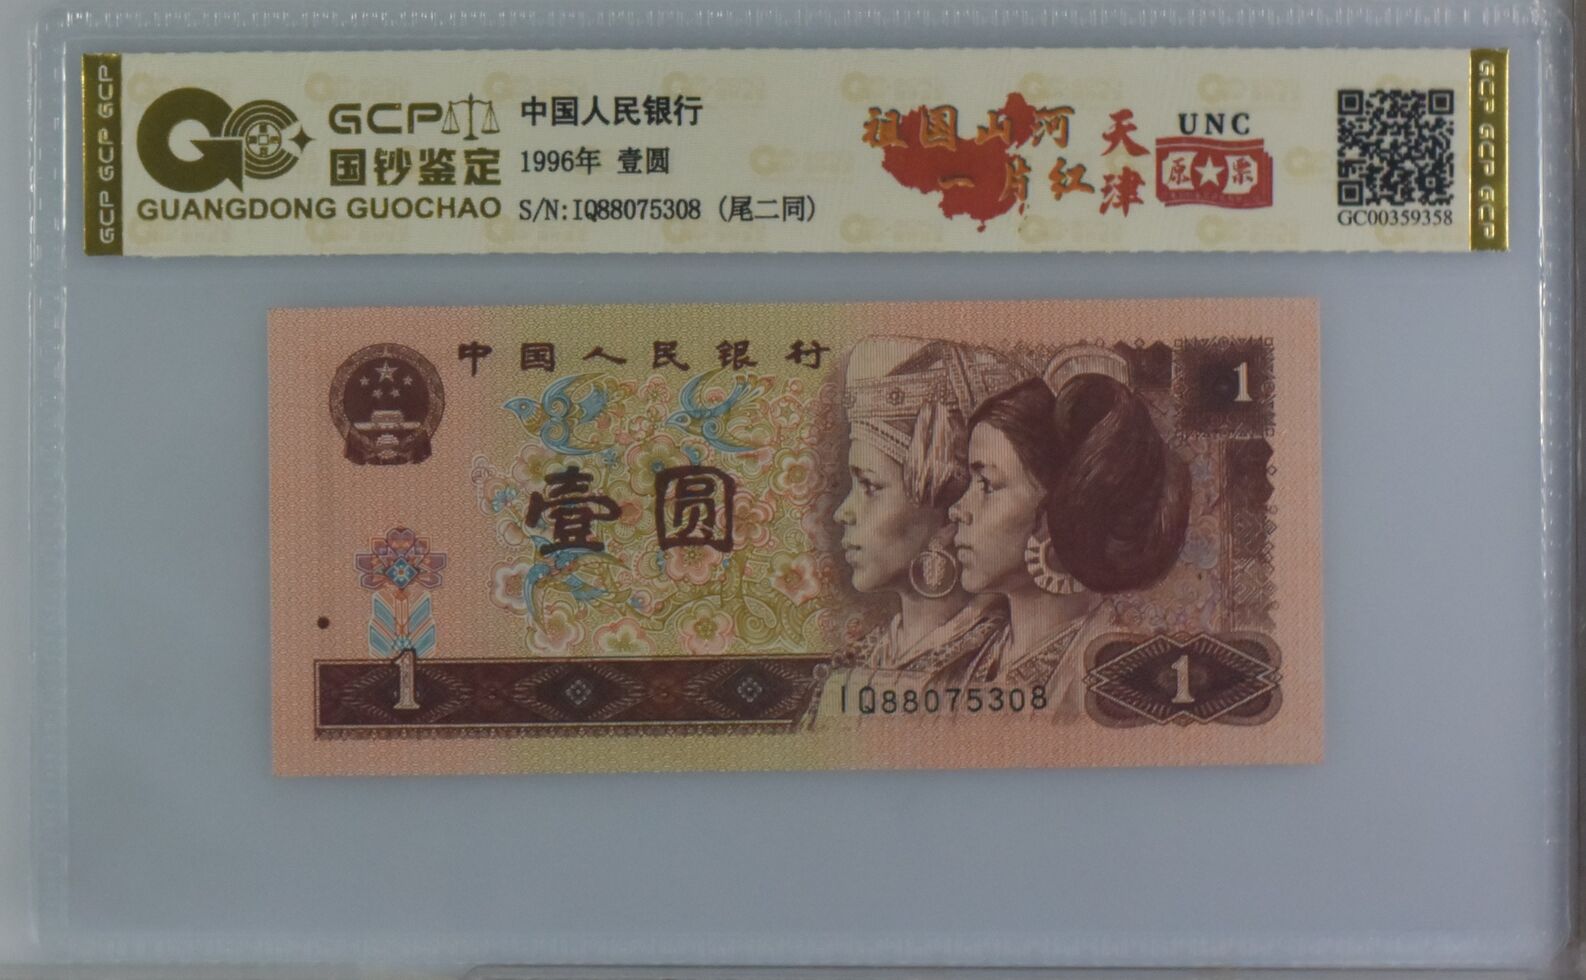 GCP GCP GCP
GCP
国钞鉴定
GUANGDONG GUOCHAO
中国人民银行
1996年 壹圆
S/N:IQ88075308 (尾二同)
祖国山河
一片红
天津
UNC
原票
GC00359358
GCP GCP GCP
中国人民银行
1
壹圆
1
IQ88075308
1